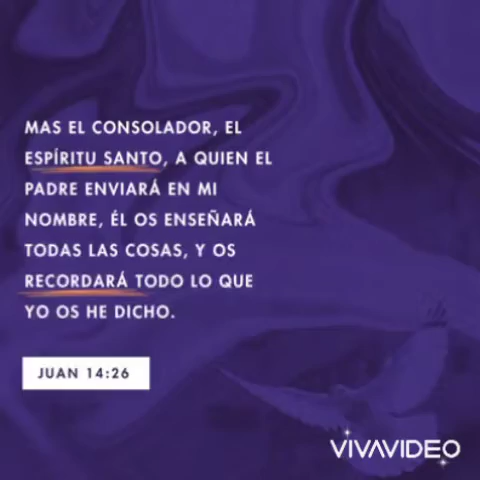 MAS EL CONSOLADOR, EL
ESPÍRITU SANTO, A QUIEN EL
PADRE ENVIARÁ EN MI
NOMBRE, ÉL OS ENSEÑARÁ
TODAS LAS COSAS, Y OS
RECORDARÁ TODO LO QUE
YO OS HE DICHO.
JUAN 14:26
VIVAVIDEO